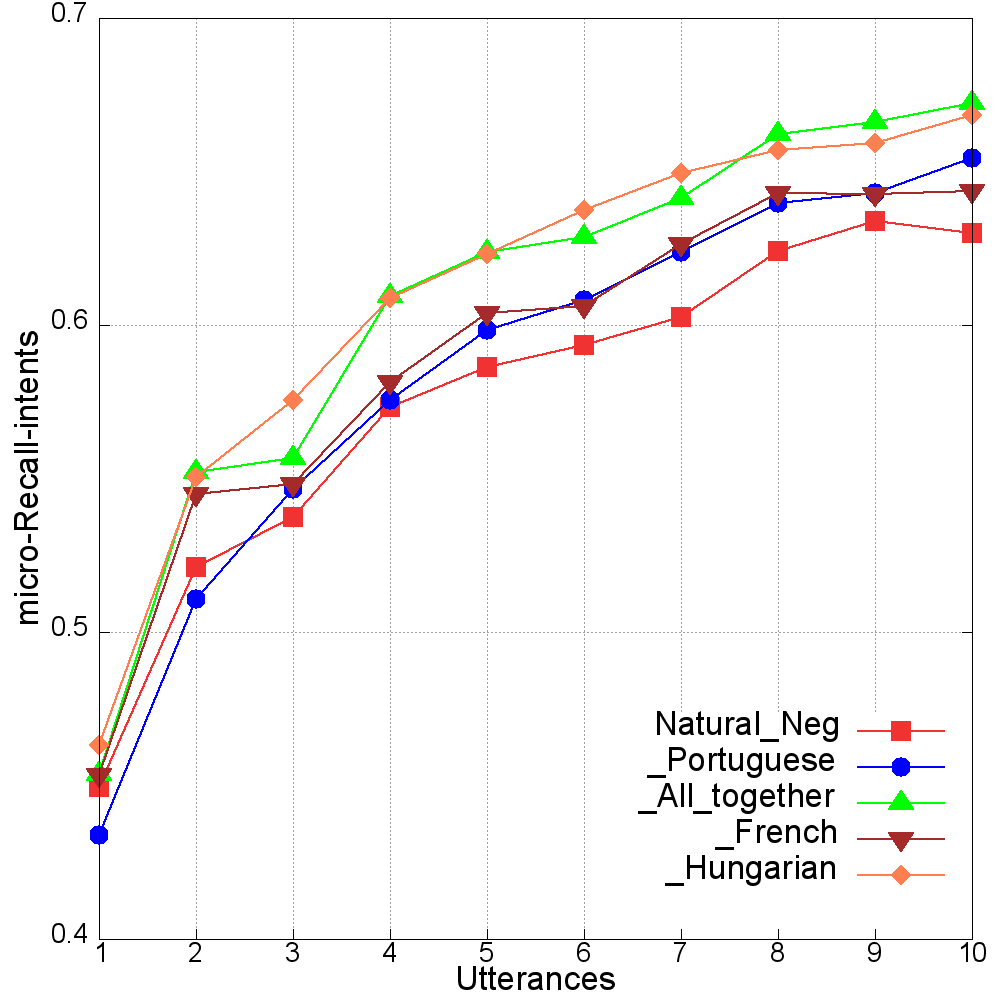 0.7
0.6
0.5
0.4
micro-Recall-intents
Natural_Neg
_Portuguese
_All_together
_French
_Hungarian
1 2 3 4 5 6 7 8 9 10
Utterances